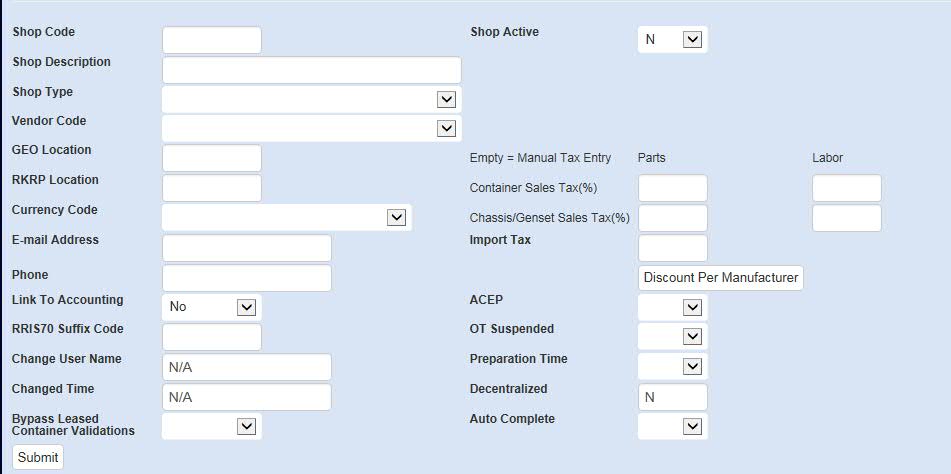 Shop Code
Shop Active N
Shop Description
Shop Type
Vendor Code
GEO Location
Empty = Manual Tax Entry Parts Labor
RKRP Location
Container Sales Tax(%)
Currency Code
Chassis/Genset Sales Tax(%)
E-mail Address
Import Tax
Phone
Discount Per Manufacturer
Link To Accounting No
ACEP
RRIS70 Suffix Code
OT Suspended
Change User Name N/A
Preparation Time
Changed Time N/A
Decentralized N
Bypass Leased
Container Validations
Auto Complete
Submit